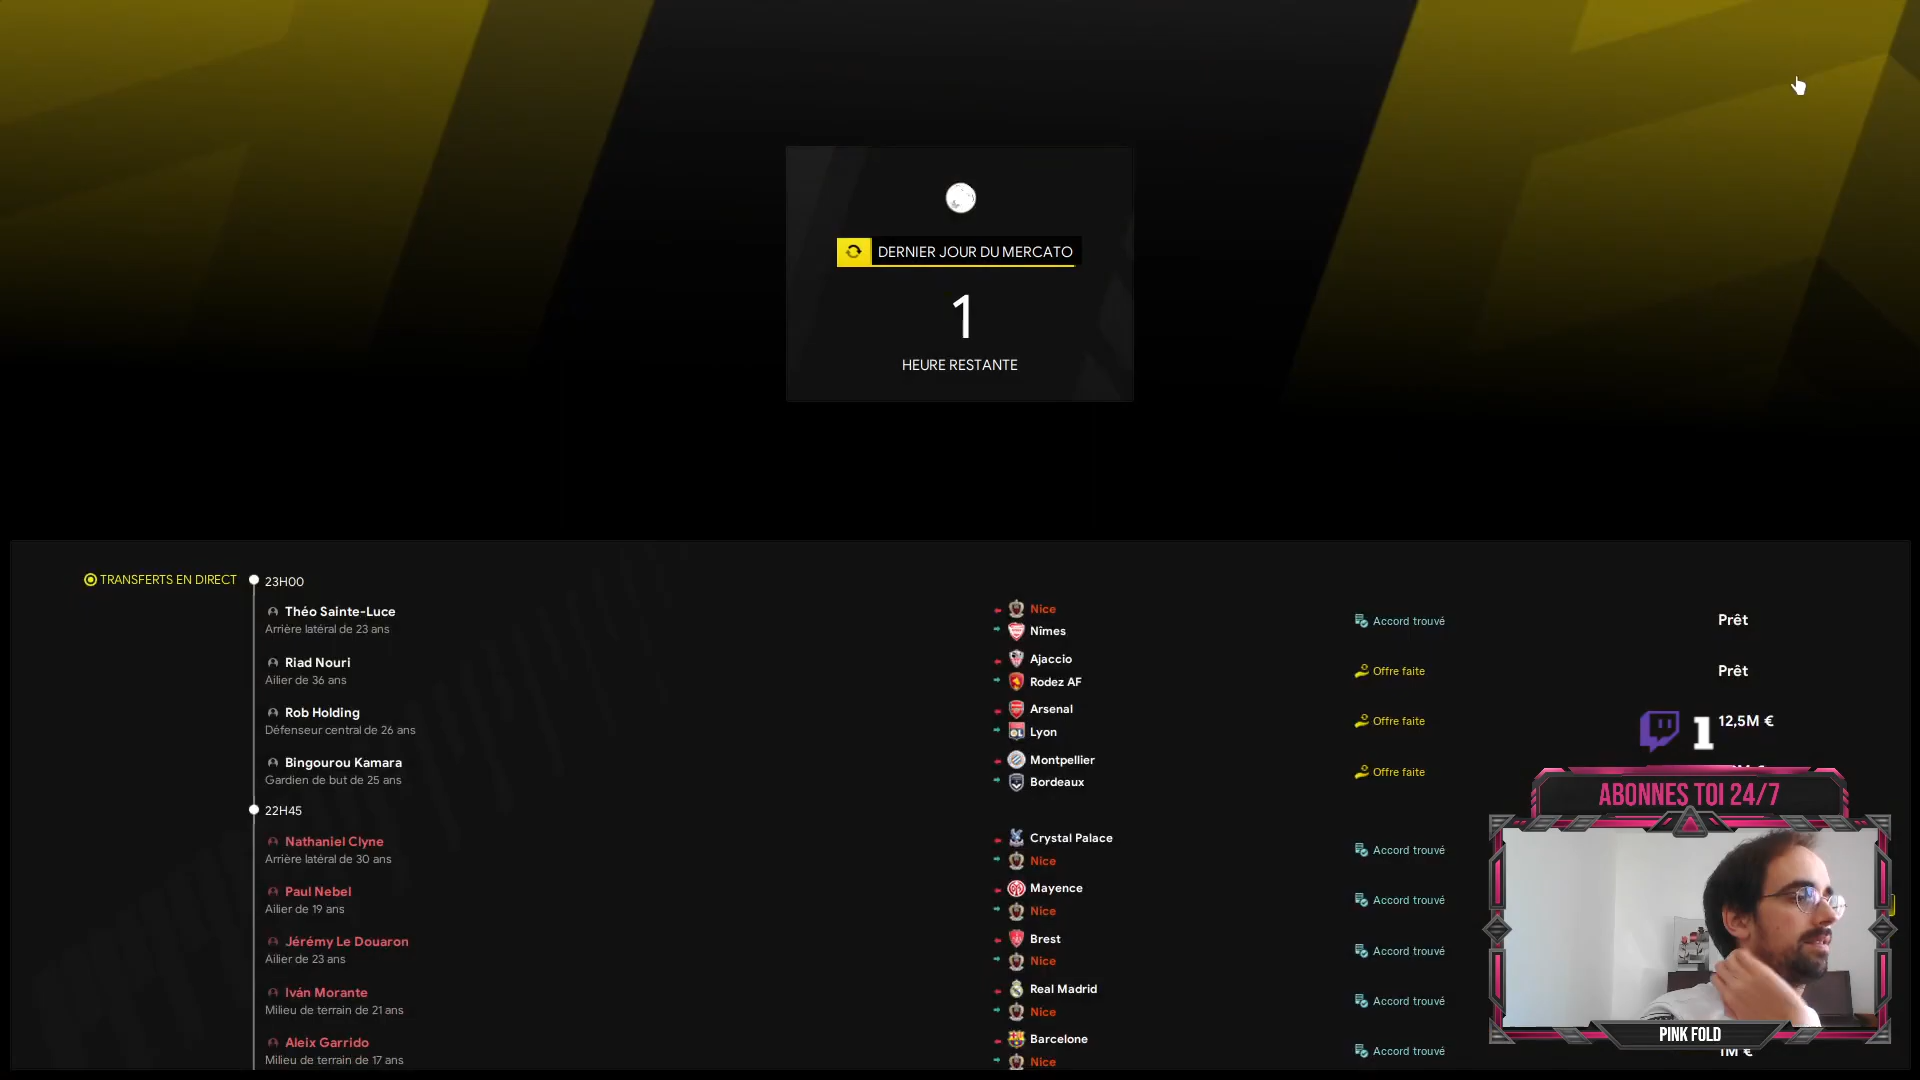 DERNIER JOUR DU MERCATO
1
HEURE RESTANTE
TRANSFERTS EN DIRECT
23H00
Théo Sainte-Luce
Arrière latéral de 23 ans
Nice
Nîmes
Accord trouvé
Prêt
Riad Nouri
Ailier de 36 ans
Ajaccio
Rodez AF
Offre faite
Prêt
Rob Holding
Défenseur central de 26 ans
Arsenal
Lyon
Offre faite
12,5M €
1
Bingourou Kamara
Gardien de but de 25 ans
Montpellier
Bordeaux
Offre faite
22H45
Nathaniel Clyne
Arrière latéral de 30 ans
Crystal Palace
Nice
Accord trouvé
Paul Nebel
Ailier de 19 ans
Mayence
Nice
Accord trouvé
Jérémy Le Douaron
Ailier de 23 ans
Brest
Nice
Accord trouvé
Iván Morante
Milieu de terrain de 21 ans
Real Madrid
Nice
Accord trouvé
Aleix Garrido
Milieu de terrain de 17 ans
Barcelone
Nice
Accord trouvé
1M €
ABONNES TOI 24/7
PINK FOLD